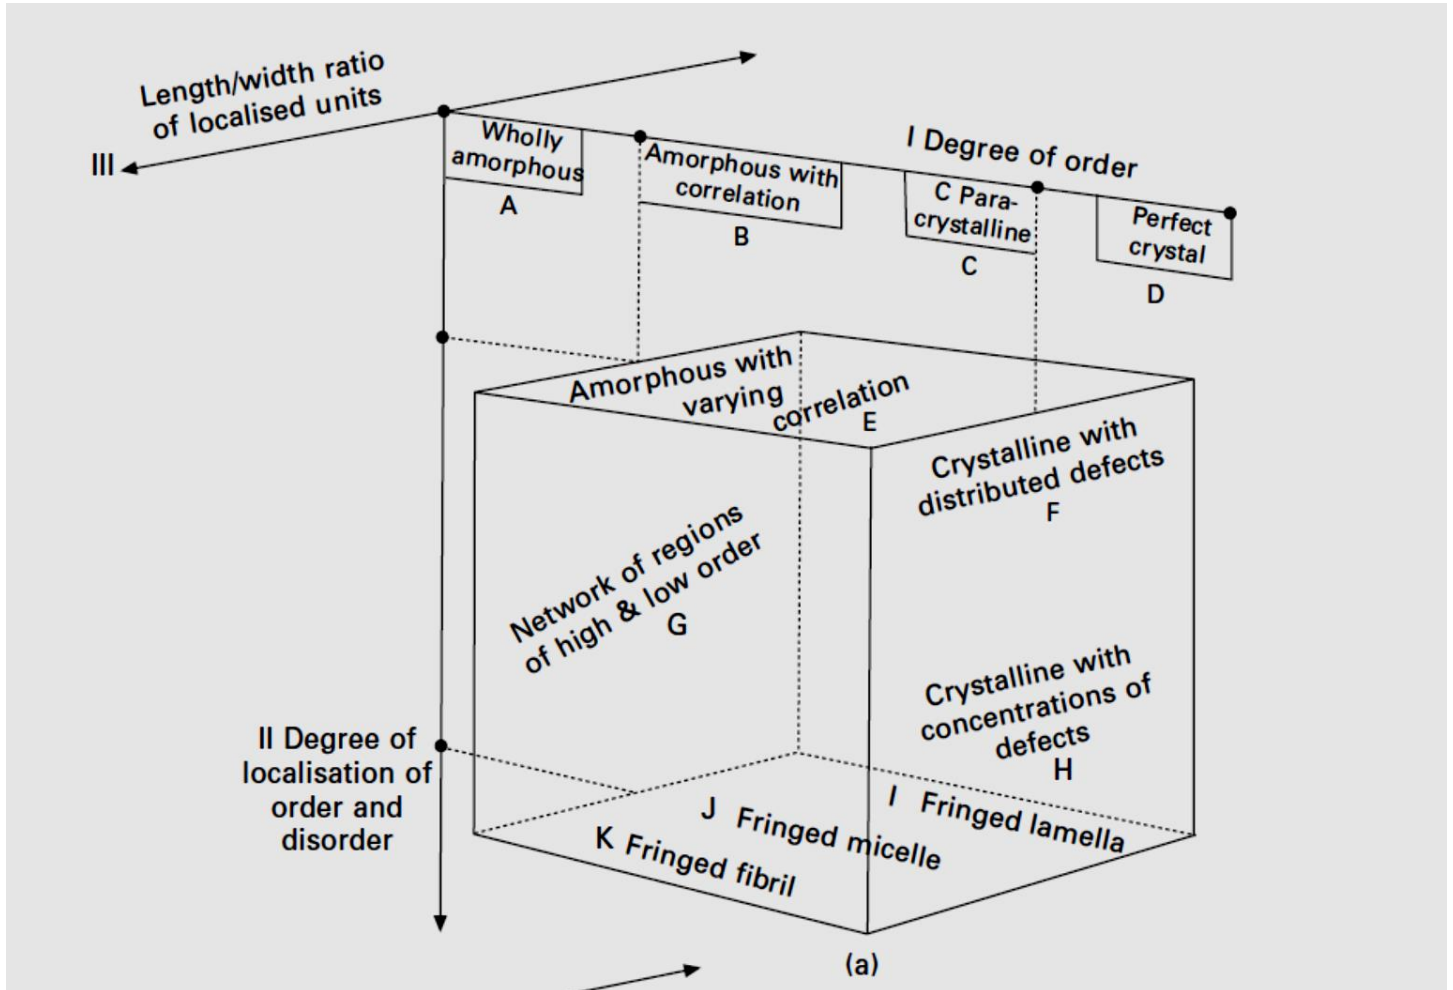 Length/width ratio
of localised units
III
I Degree of order
Wholly
amorphous
A
Amorphous with
correlation
B
C Para-
crystalline
C
Perfect
crystal
D
Amorphous with
varying
correlation
E
Crystalline with
distributed defects
F
Network of regions
of high & low order
G
Crystalline with
concentrations of
defects
H
II Degree of
localisation of
order and
disorder
I Fringed lamella
J Fringed micelle
K Fringed fibril
(a)